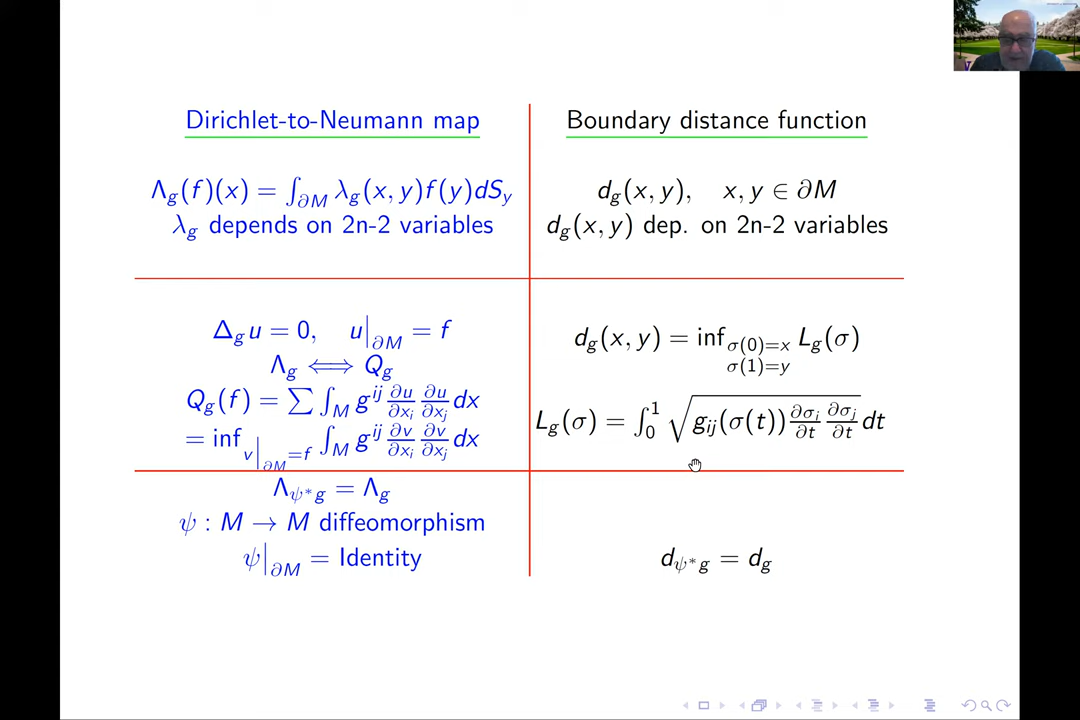 Dirichlet-to-Neumann map
Λ_g(f)(x) = ∫_{∂M} λ_g(x, y)f(y)dS_y
λ_g depends on 2n-2 variables
Boundary distance function
d_g(x, y), x, y ∈ ∂M
d_g(x, y) dep. on 2n-2 variables
Δ_g u = 0, u|_{∂M} = f
Λ_g ⟺ Q_g
Q_g(f) = ∑ ∫_M g^{ij} ∂u/∂x_i ∂u/∂x_j dx
= inf_{v|_{∂M}=f} ∫_M g^{ij} ∂v/∂x_i ∂v/∂x_j dx
d_g(x, y) = inf_{σ(0)=x σ(1)=y} L_g(σ)
L_g(σ) = ∫_0^1 √(g_{ij}(σ(t)) ∂σ_i/∂t ∂σ_j/∂t) dt
Λ_{ψ*g} = Λ_g
ψ : M → M diffeomorphism
ψ|_{∂M} = Identity
d_{ψ*g} = d_g